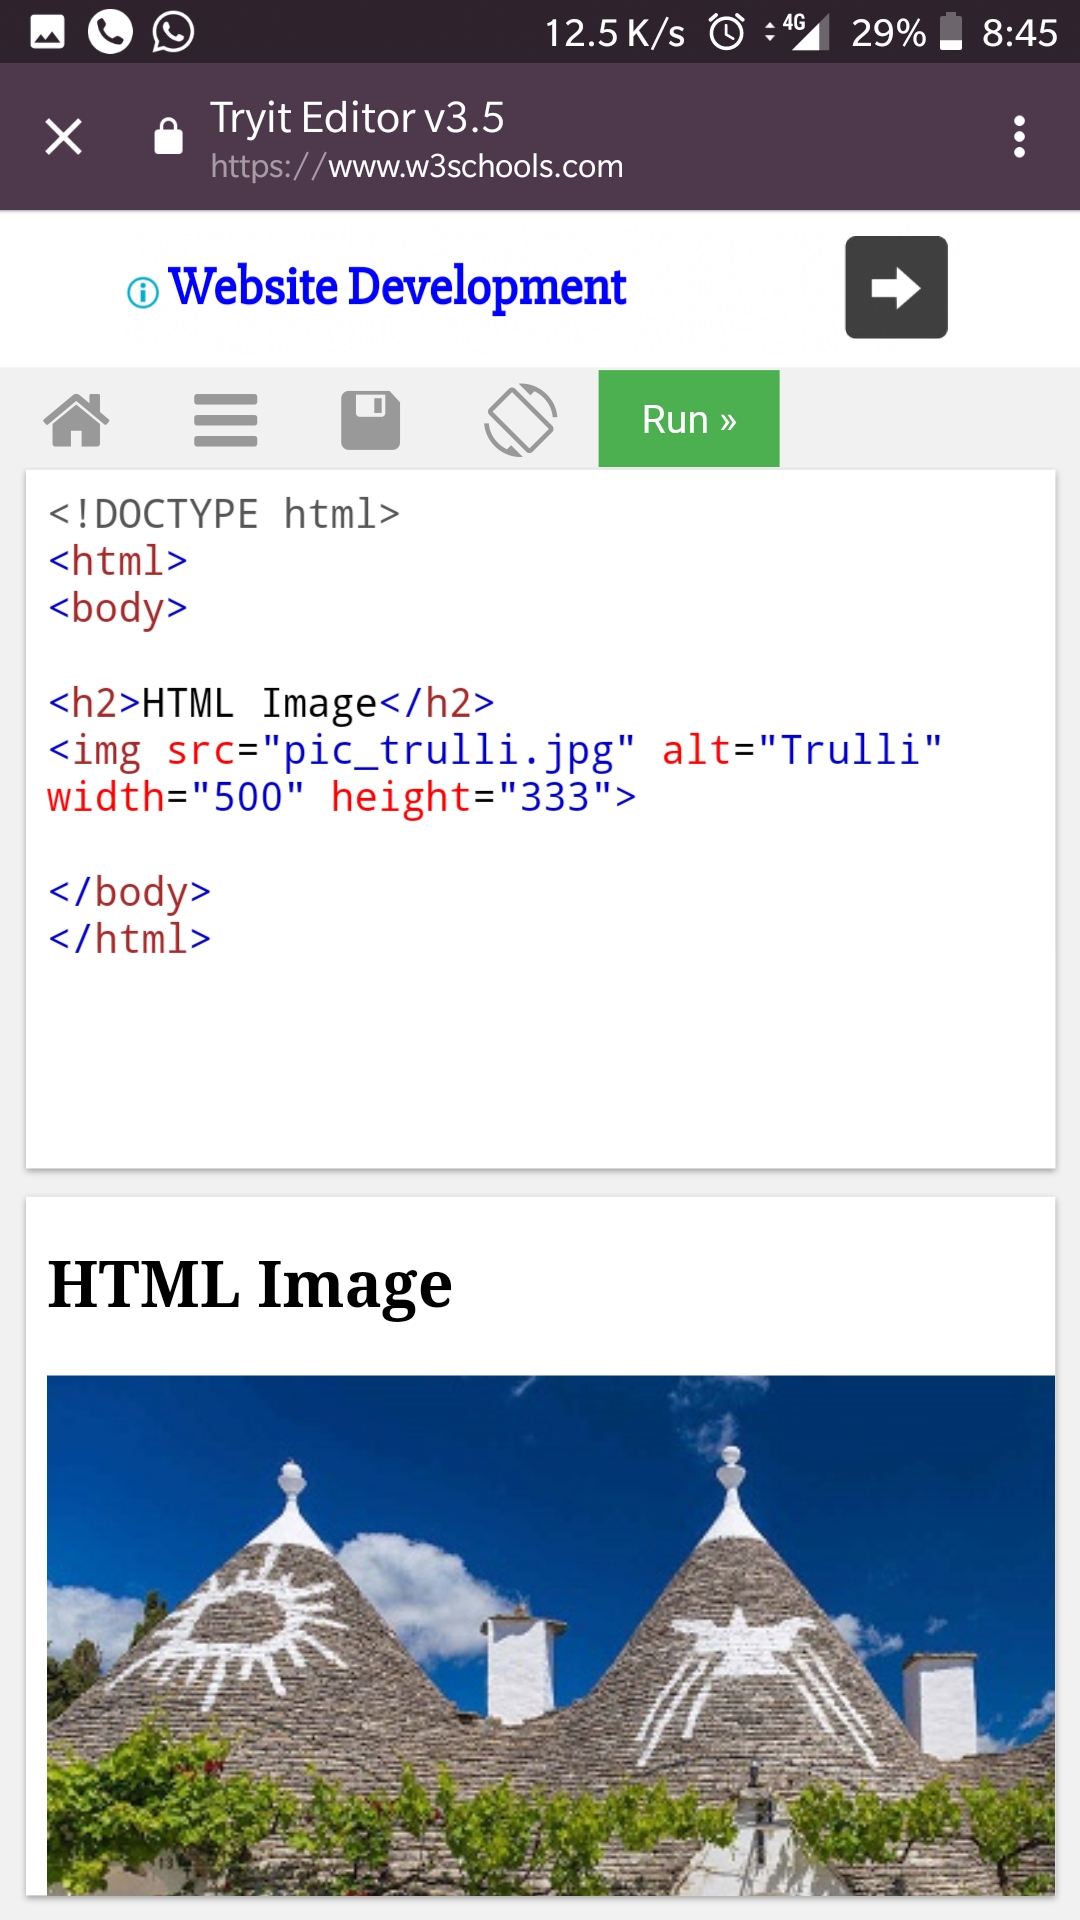 12.5 K/s 4G 29% 8:45
Tryit Editor v3.5
https://www.w3schools.com
Website Development
Run »
<!DOCTYPE html>
<html>
<body>
<h2>HTML Image</h2>
<img src="pic_trulli.jpg" alt="Trulli"
width="500" height="333">
</body>
</html>
HTML Image